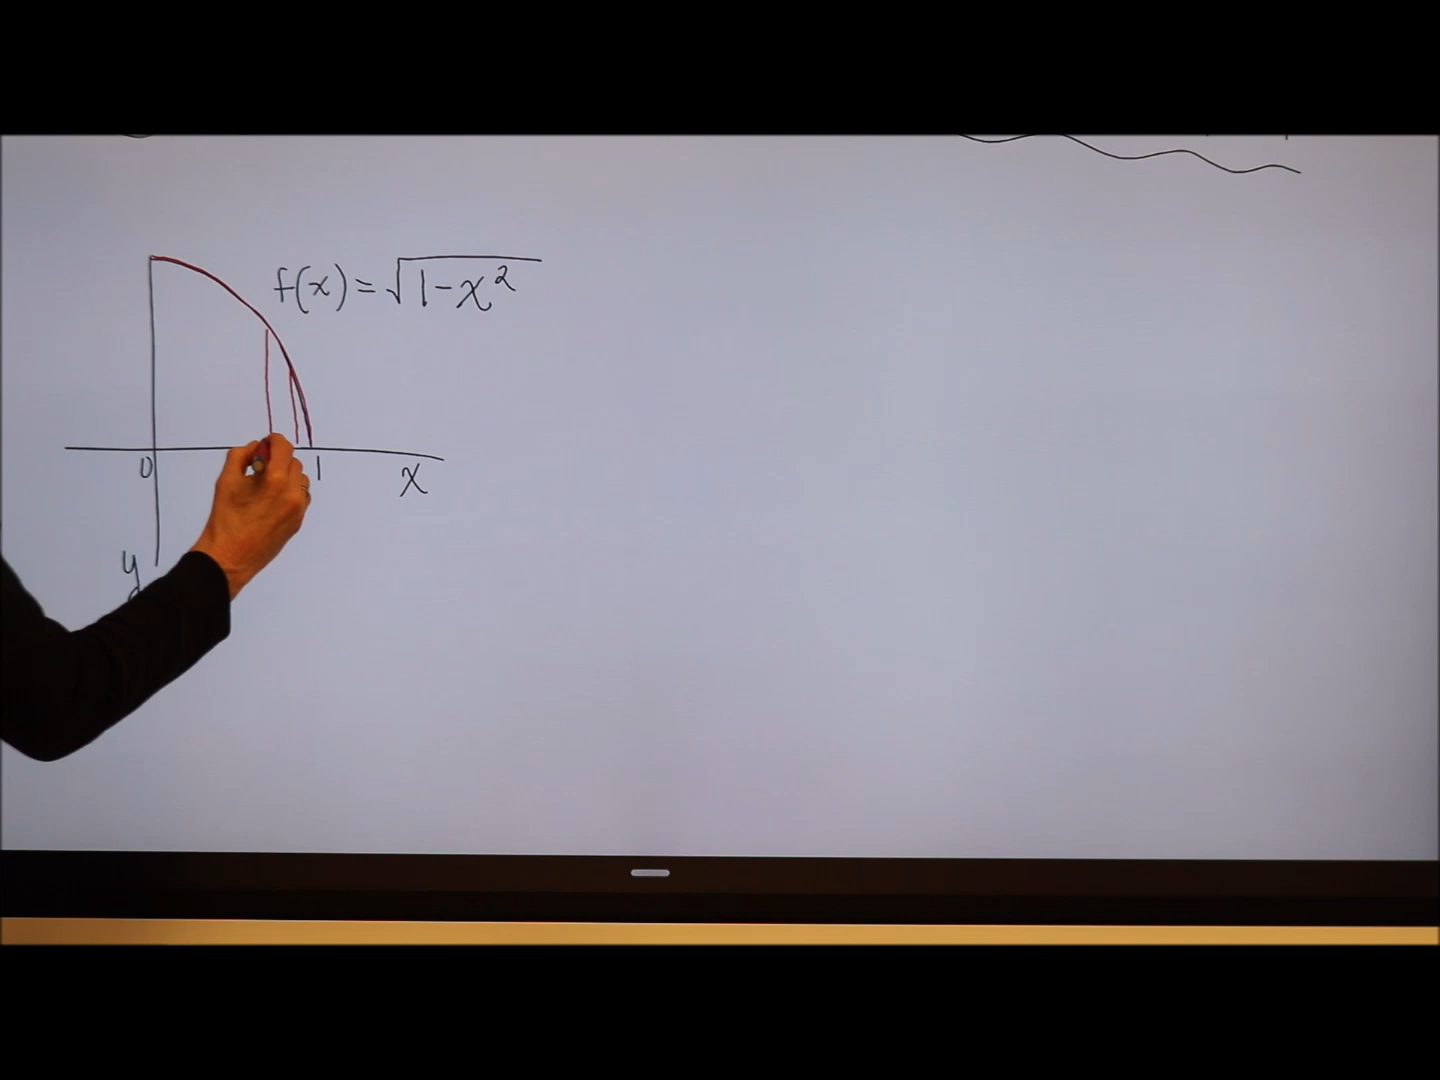 f(x) = √(1-x²)
0 1 x
y